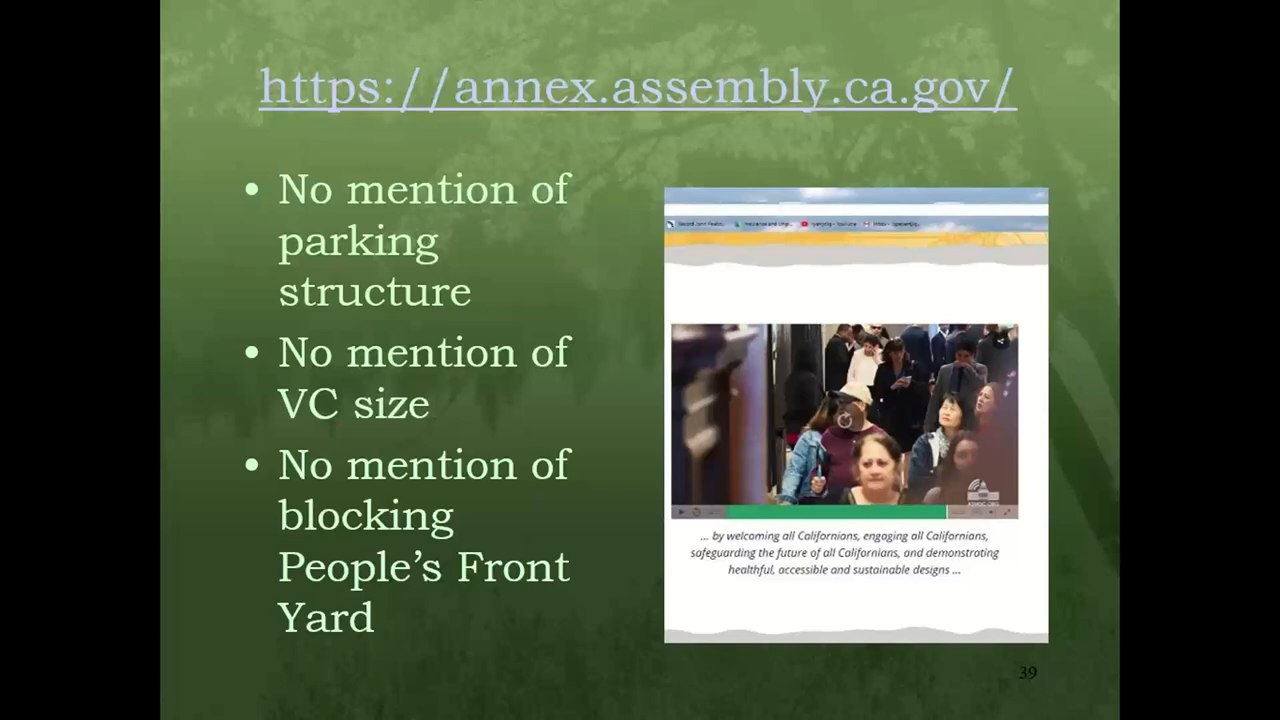 https://annex.assembly.ca.gov/
• No mention of
parking
structure
• No mention of
VC size
• No mention of
blocking
People’s Front
Yard
... by welcoming all Californians, engaging all Californians,
safeguarding the future of all Californians, and demonstrating
healthful, accessible and sustainable designs ...
39